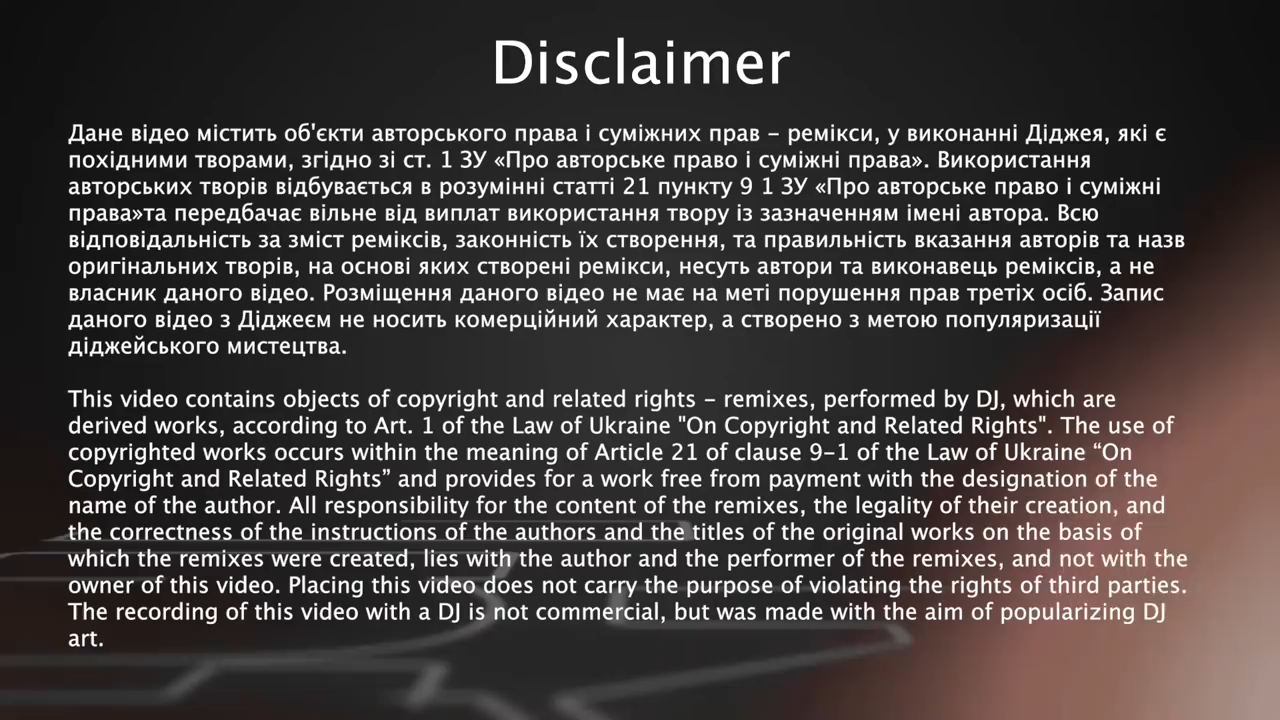 Disclaimer
Дане відео містить об'єкти авторського права і суміжних прав – ремікси, у виконанні Діджея, які є
похідними творами, згідно зі ст. 1 ЗУ «Про авторське право і суміжні права». Використання
авторських творів відбувається в розумінні статті 21 пункту 9 1 ЗУ «Про авторське право і суміжні
права»та передбачає вільне від виплат використання твору із зазначенням імені автора. Всю
відповідальність за зміст реміксів, законність їх створення, та правильність вказання авторів та назв
оригінальних творів, на основі яких створені ремікси, несуть автори та виконавець реміксів, а не
власник даного відео. Розміщення даного відео не має на меті порушення прав третіх осіб. Запис
даного відео з Діджеєм не носить комерційний характер, а створено з метою популяризації
діджейського мистецтва.
This video contains objects of copyright and related rights – remixes, performed by DJ, which are
derived works, according to Art. 1 of the Law of Ukraine "On Copyright and Related Rights". The use of
copyrighted works occurs within the meaning of Article 21 of clause 9–1 of the Law of Ukraine “On
Copyright and Related Rights” and provides for a work free from payment with the designation of the
name of the author. All responsibility for the content of the remixes, the legality of their creation, and
the correctness of the instructions of the authors and the titles of the original works on the basis of
which the remixes were created, lies with the author and the performer of the remixes, and not with the
owner of this video. Placing this video does not carry the purpose of violating the rights of third parties.
The recording of this video with a DJ is not commercial, but was made with the aim of popularizing DJ
art.